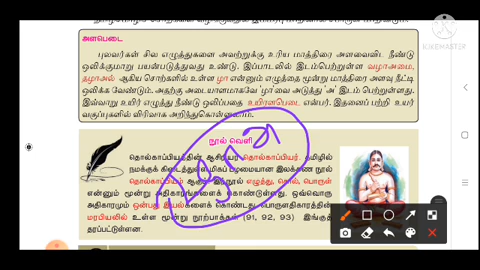 அளபெடை
புலவர்கள் சில எழுத்துகளை அவற்றுக்கு உரிய மாத்திரை அளவைவிட நீண்டு
ஒலிக்குமாறு பயன்படுத்துவது உண்டு. இப்பாடலில் இடம்பெற்றுள்ள வழாஅமை,
தழாஅல் ஆகிய சொற்களில் உள்ள ழா என்னும் எழுத்தை மூன்று மாத்திரை அளவு நீட்டி
ஒலிக்க வேண்டும். அதற்கு அடையாளமாகவே 'ழா'வை அடுத்து 'அ' இடம் பெற்றுள்ளது.
இவ்வாறு உயிர் எழுத்து நீண்டு ஒலிப்பதை உயிரளபெடை என்பர். இதனைப் பற்றி உயர்
வகுப்புகளில் விரிவாக அறிந்துகொள்ளலாம்.
நூல் வெளி
தொல்காப்பியத்தின் ஆசிரியர் தொல்காப்பியர். தமிழில்
நமக்குக் கிடைத்துள்ள மிகப் பழமையான இலக்கண நூல்
தொல்காப்பியம் ஆகும். இந்நூல் எழுத்து, சொல், பொருள்
என்னும் மூன்று அதிகாரங்களைக் கொண்டுள்ளது. ஒவ்வொரு
அதிகாரமும் ஒன்பது இயல்களைக் கொண்டது. பொருளதிகாரத்தின்
மரபியலில் உள்ள மூன்று நூற்பாக்கள் (91, 92, 93) இங்குத்
தரப்பட்டுள்ளன.
KINEMASTER